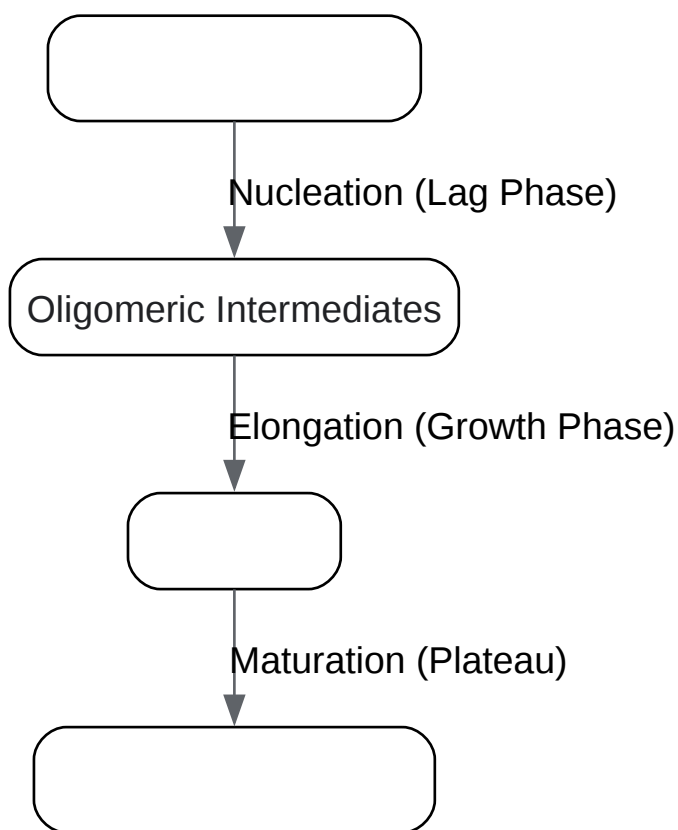 Nucleation (Lag Phase)
Oligomeric Intermediates
Elongation (Growth Phase)
Maturation (Plateau)